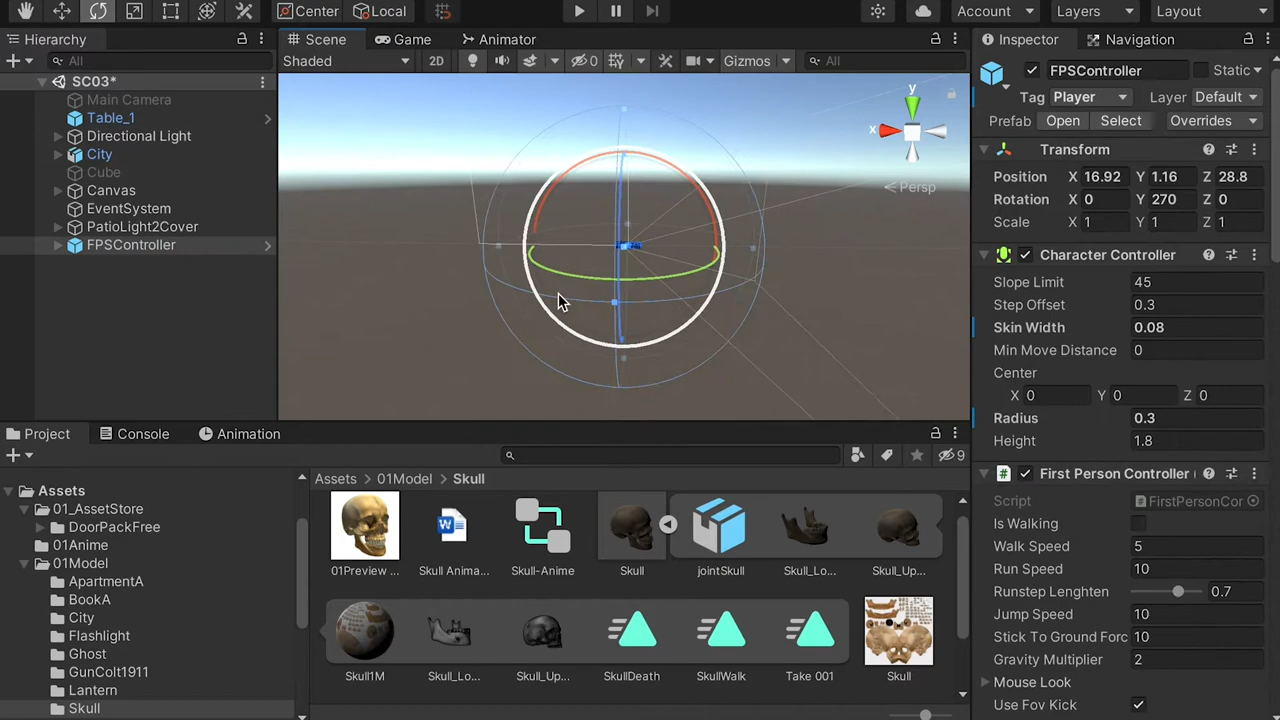 Center Local Account Layers Layout
Hierarchy Scene Game Animator Inspector Navigation
All Shaded 2D 0 Gizmos All FPSController Static
SC03* Tag Player Layer Default
Main Camera Prefab Open Select Overrides
Table_1
Directional Light
City
Cube
Canvas
EventSystem
PatioLight2Cover
FPSController
y
x
Persp
Transform
Position X 16.92 Y 1.16 Z 28.8
Rotation X 0 Y 270 Z 0
Scale X 1 Y 1 Z 1
Character Controller
Slope Limit 45
Step Offset 0.3
Skin Width 0.08
Min Move Distance 0
Center
X 0 Y 0 Z 0
Radius 0.3
Height 1.8
First Person Controller (
Script FirstPersonCor
Is Walking
Walk Speed 5
Run Speed 10
Runstep Lenghten 0.7
Jump Speed 10
Stick To Ground Forc 10
Gravity Multiplier 2
Mouse Look
Use Fov Kick
Project Console Animation
9
Assets
01_AssetStore
DoorPackFree
01Anime
01Model
ApartmentA
BookA
City
Flashlight
Ghost
GunColt1911
Lantern
Skull
Assets 01Model Skull
01Preview ... Skull Anima... Skull-Anime Skull jointSkull Skull_Lo... Skull_Up...
Skull1M Skull_Lo... Skull_Up... SkullDeath SkullWalk Take 001 Skull